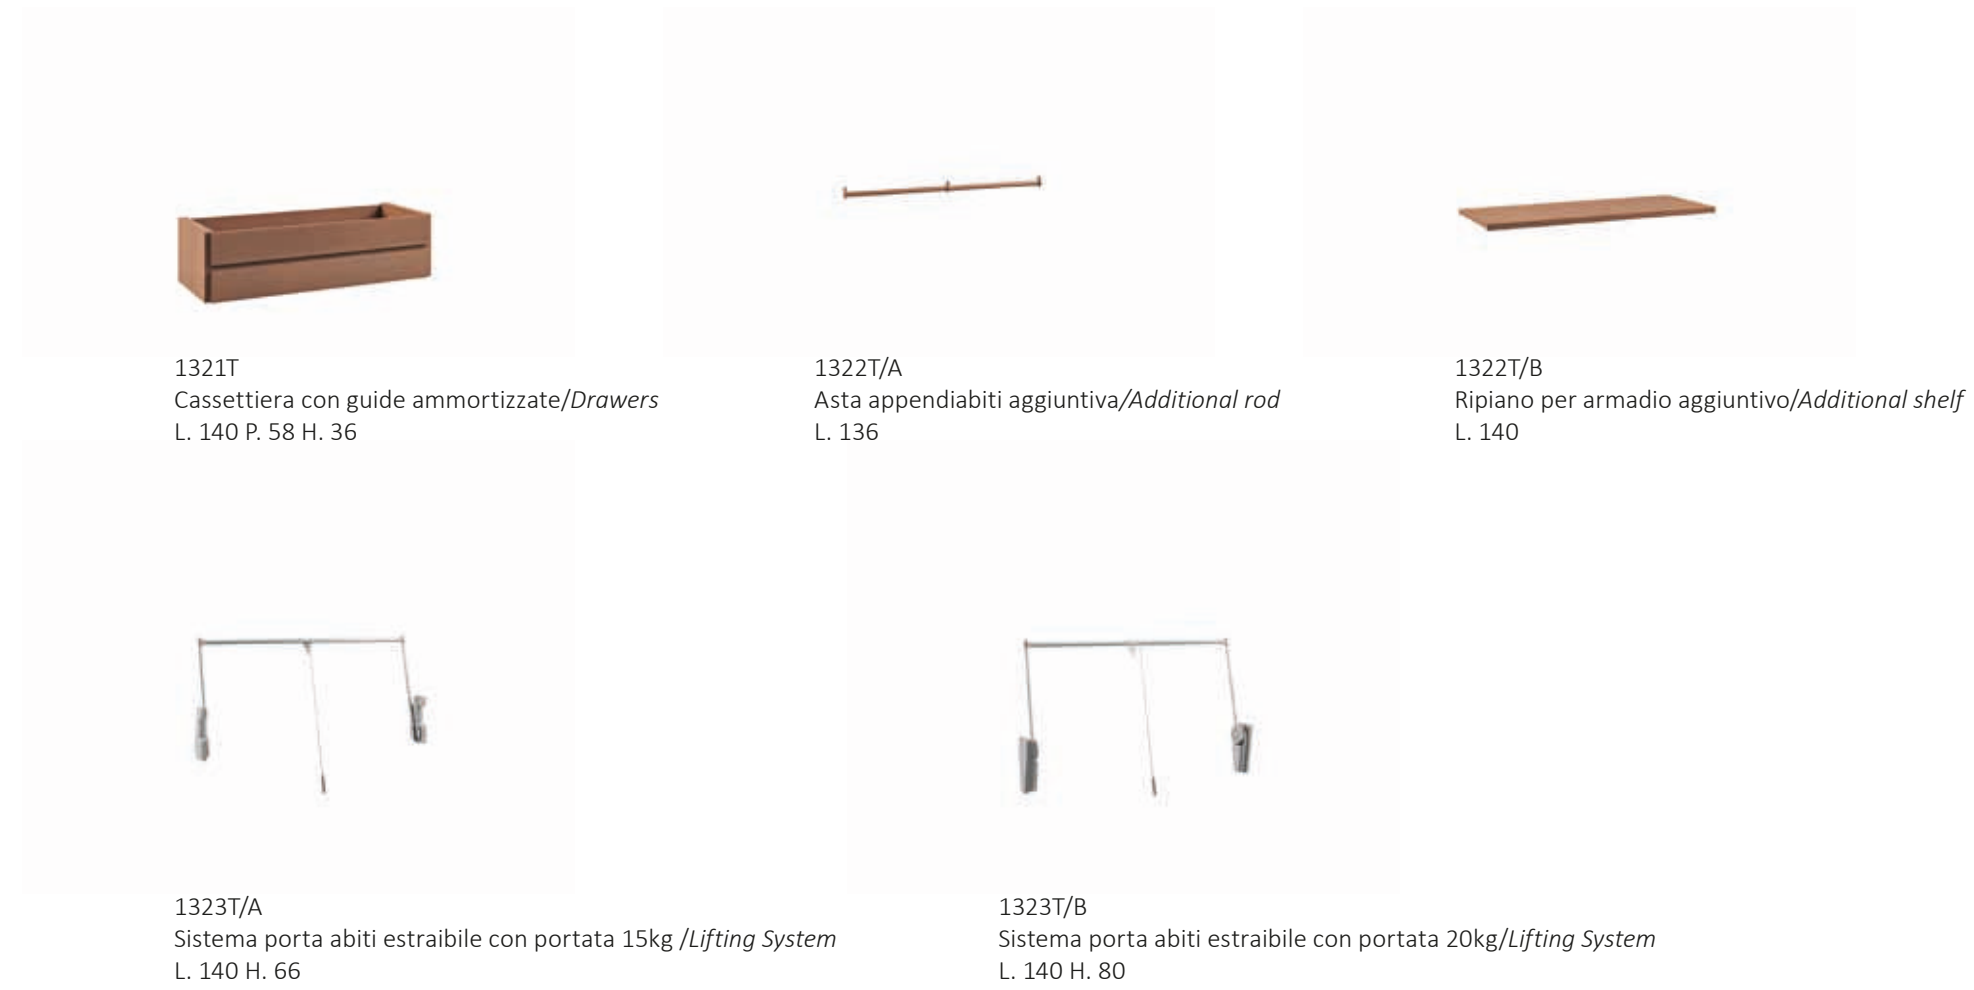 1321T
Cassettiera con guide ammortizzate/Drawers
L. 140 P. 58 H. 36
1322T/A
Asta appendiabiti aggiuntiva/Additional rod
L. 136
1322T/B
Ripiano per armadio aggiuntivo/Additional shelf
L. 140
1323T/A
Sistema porta abiti estraibile con portata 15kg /Lifting System
L. 140 H. 66
1323T/B
Sistema porta abiti estraibile con portata 20kg/Lifting System
L. 140 H. 80